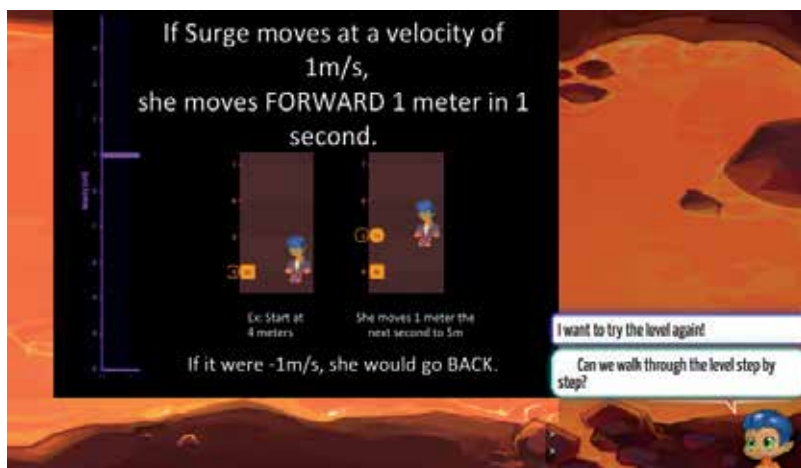 If Surge moves at a velocity of
1m/s,
she moves FORWARD 1 meter in 1
second.
Ex: Start at
4 meters
She moves 1 meter the
next second to 5m
If it were -1m/s, she would go BACK.
I want to try the level again!
Can we walk through the level step by
step?